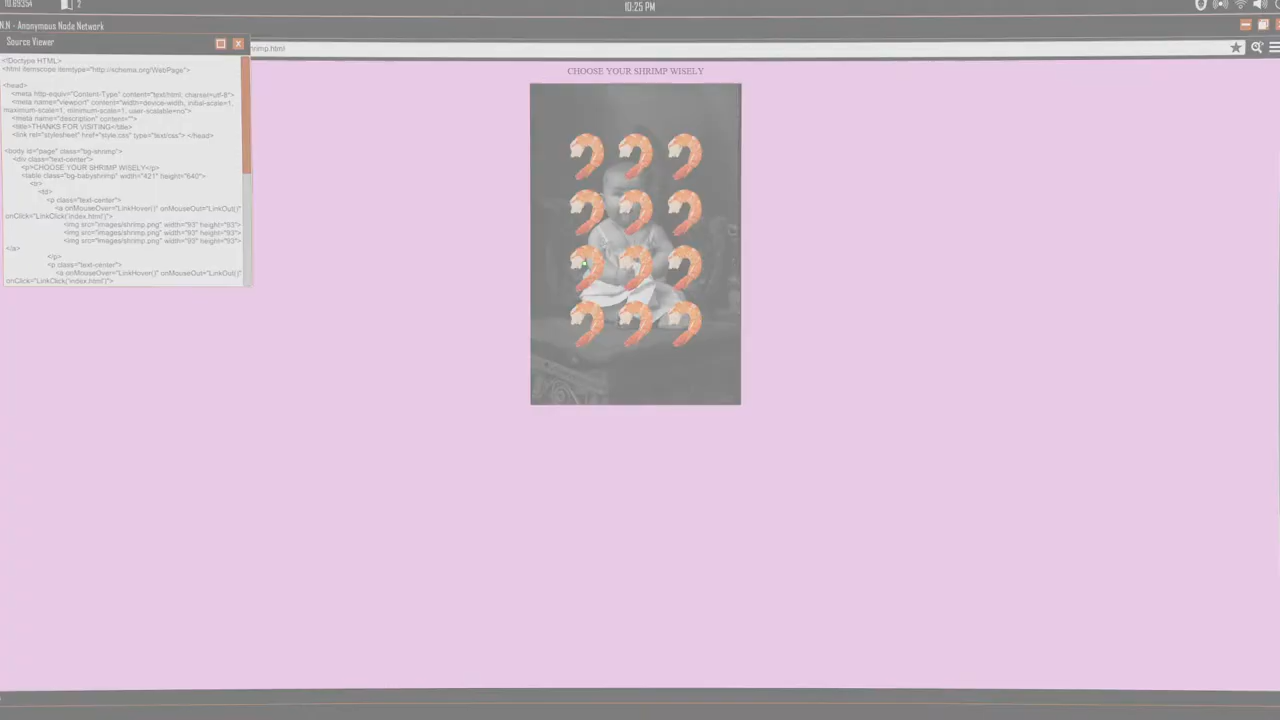 10.89354
2
10:25 PM
N.N - Anonymous Node Network
Source Viewer
hrimp.html
CHOOSE YOUR SHRIMP WISELY
<!Doctype HTML>
<html itemscope itemtype="http://schema.org/WebPage">
<head>
<meta http-equiv="Content-Type" content="text/html; charset=utf-8">
<meta name="viewport" content="width=device-width, initial-scale=1,
maximum-scale=1, minimum-scale=1, user-scalable=no">
<meta name="description" content="">
<title>THANKS FOR VISITING</title>
<link rel="stylesheet" href="style.css" type="text/css"> </head>
<body id="page" class="bg-shrimp">
<div class="text-center">
<p>CHOOSE YOUR SHRIMP WISELY</p>
<table class="bg-babyshrimp" width="421" height="640">
<tr>
<td>
<p class="text-center">
<a onMouseOver="LinkHover()" onMouseOut="LinkOut()"
onClick="LinkClick('index.html')">
<img src="images/shrimp.png" width="93" height="93">
<img src="images/shrimp.png" width="93" height="93">
<img src="images/shrimp.png" width="93" height="93">
</a>
</p>
<p class="text-center">
<a onMouseOver="LinkHover()" onMouseOut="LinkOut()"
onClick="LinkClick('index.html')">